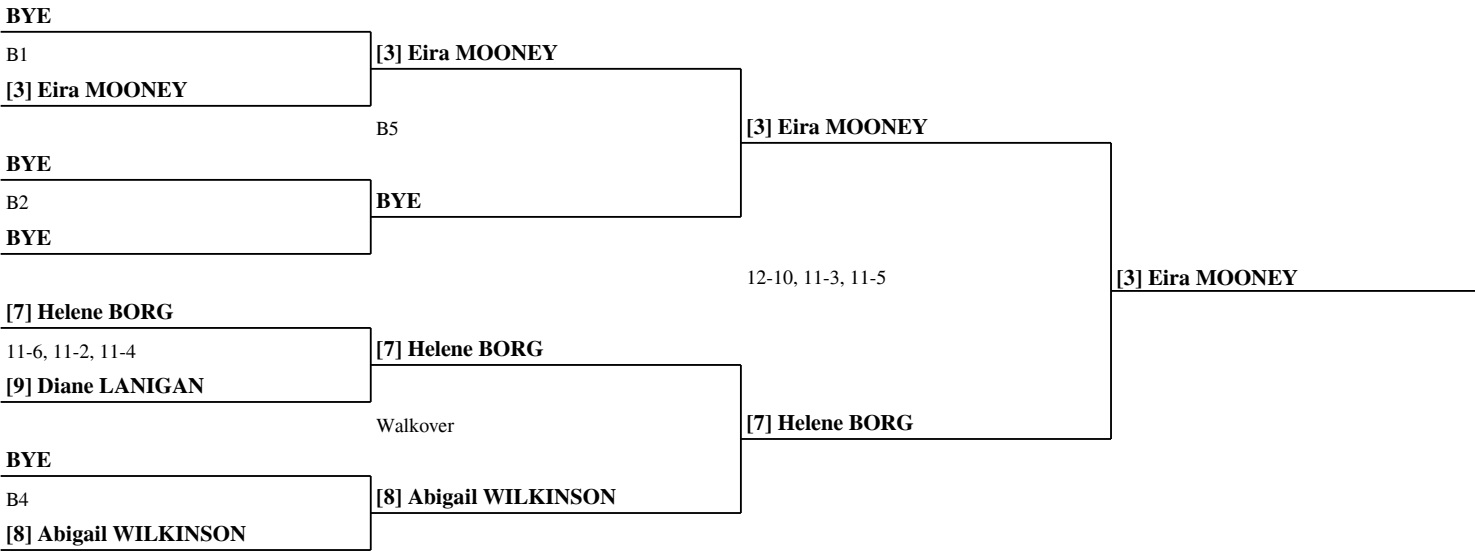 BYE
B1
[3] Eira MOONEY
[3] Eira MOONEY
B5
[3] Eira MOONEY
BYE
B2
BYE
BYE
12-10, 11-3, 11-5
[3] Eira MOONEY
[7] Helene BORG
11-6, 11-2, 11-4
[7] Helene BORG
[9] Diane LANIGAN
Walkover
[7] Helene BORG
BYE
B4
[8] Abigail WILKINSON
[8] Abigail WILKINSON